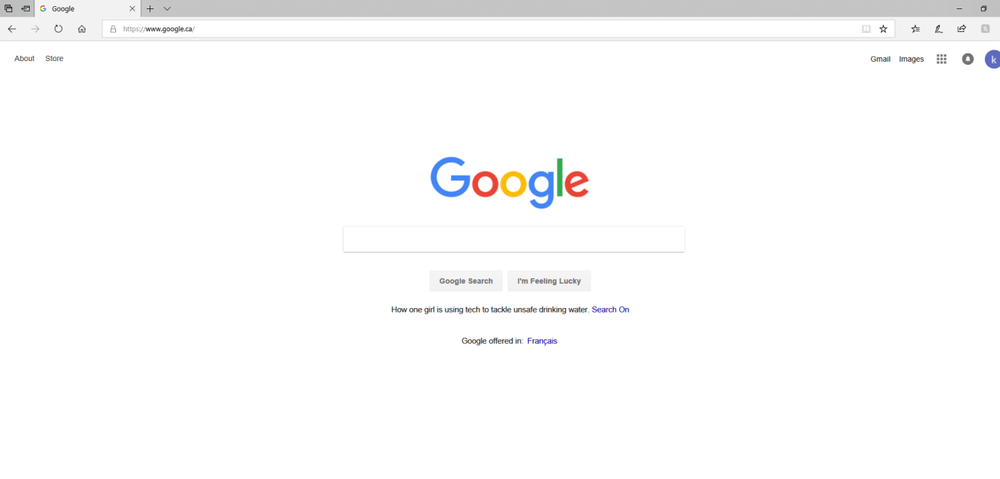 Google
https://www.google.ca/
About Store
Gmail Images
k
Google
Google Search I'm Feeling Lucky
How one girl is using tech to tackle unsafe drinking water. Search On
Google offered in: Français